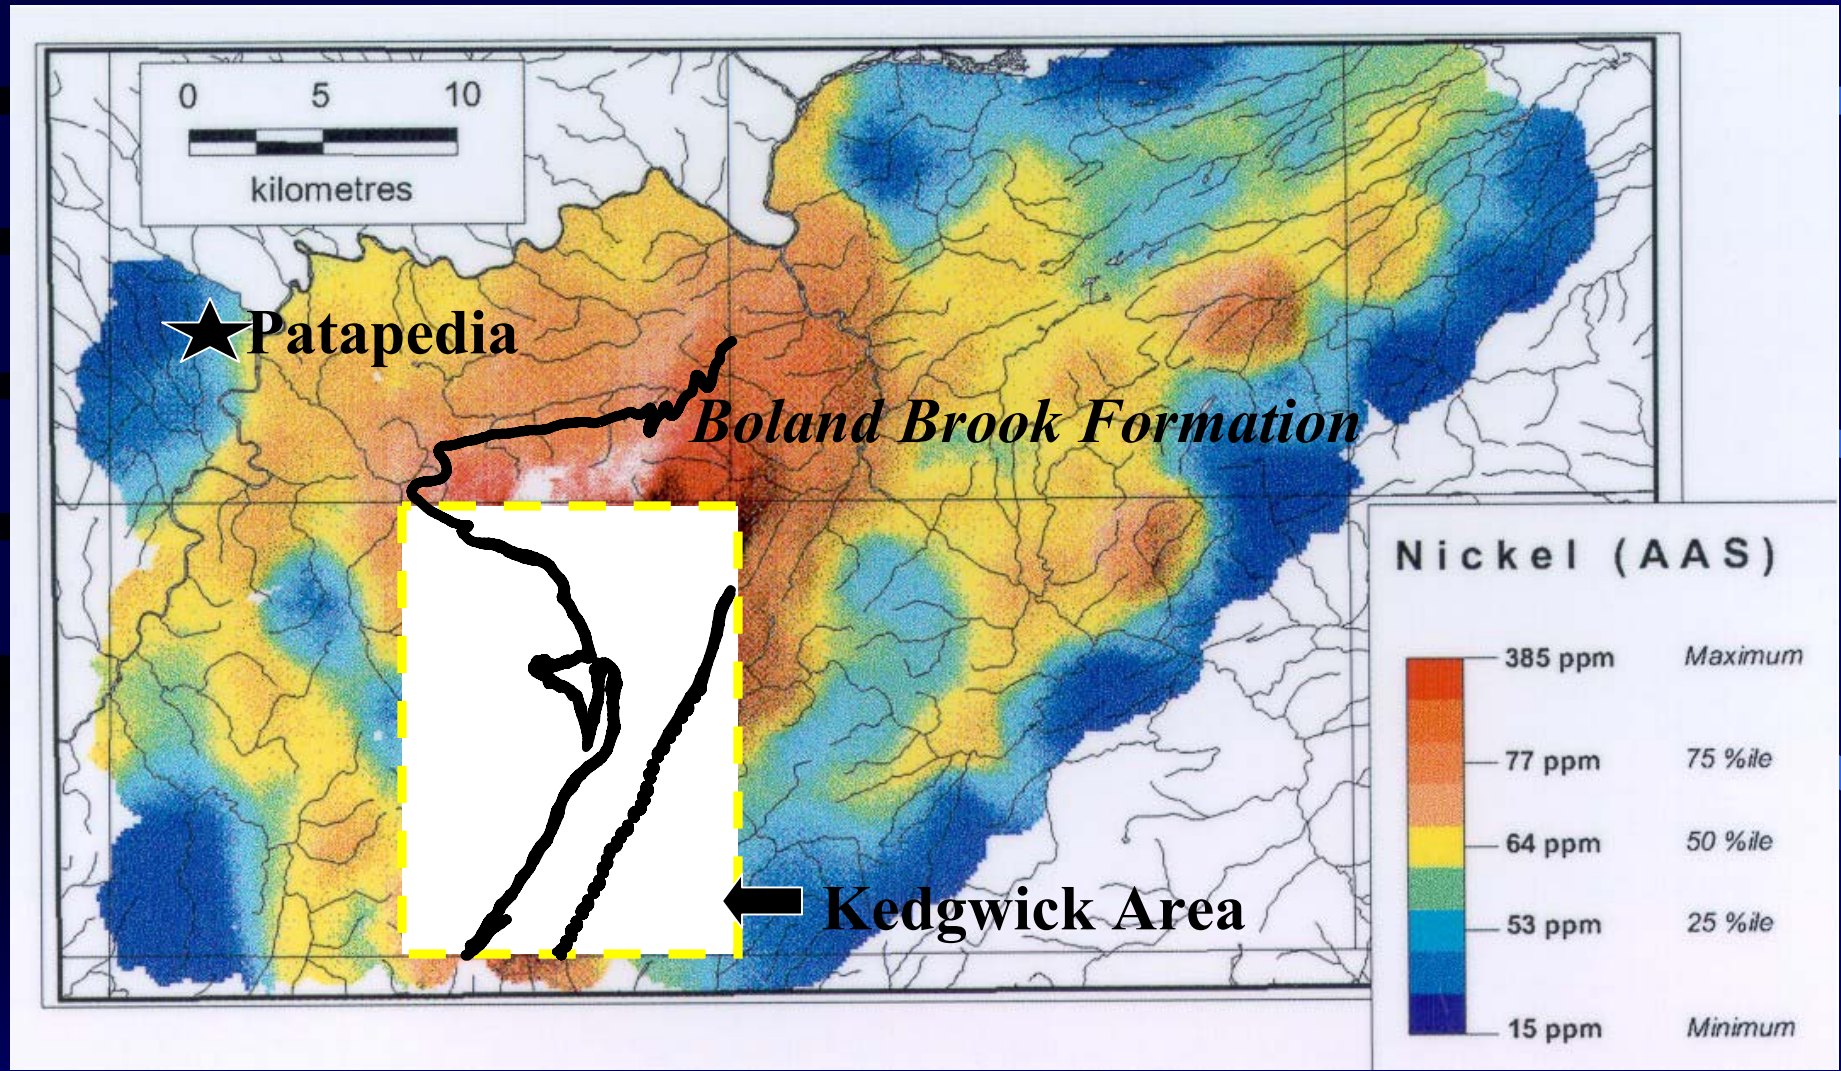 0 5 10
kilometres
Patapedia
Boland Brook Formation
Kedgwick Area
Nickel (AAS)
385 ppm Maximum
77 ppm 75 %ile
64 ppm 50 %ile
53 ppm 25 %ile
15 ppm Minimum